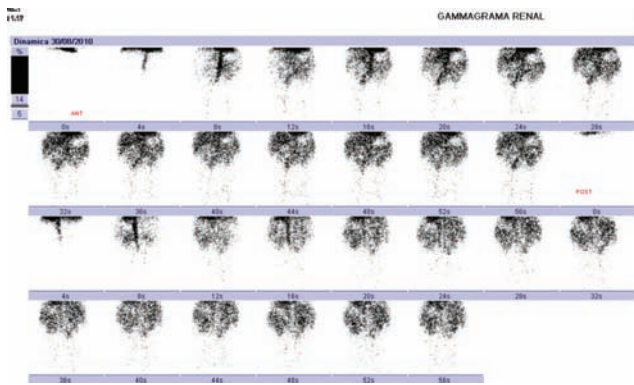 GAMMAGRAMA RENAL
Dinamica 30/08/2010
%
14
5
ANT
0s 4s 8s 12s 16s 20s 24s 28s
POST
32s 36s 40s 44s 48s 52s 56s 0s
4s 8s 12s 16s 20s 24s 28s 32s
36s 40s 44s 48s 52s 56s